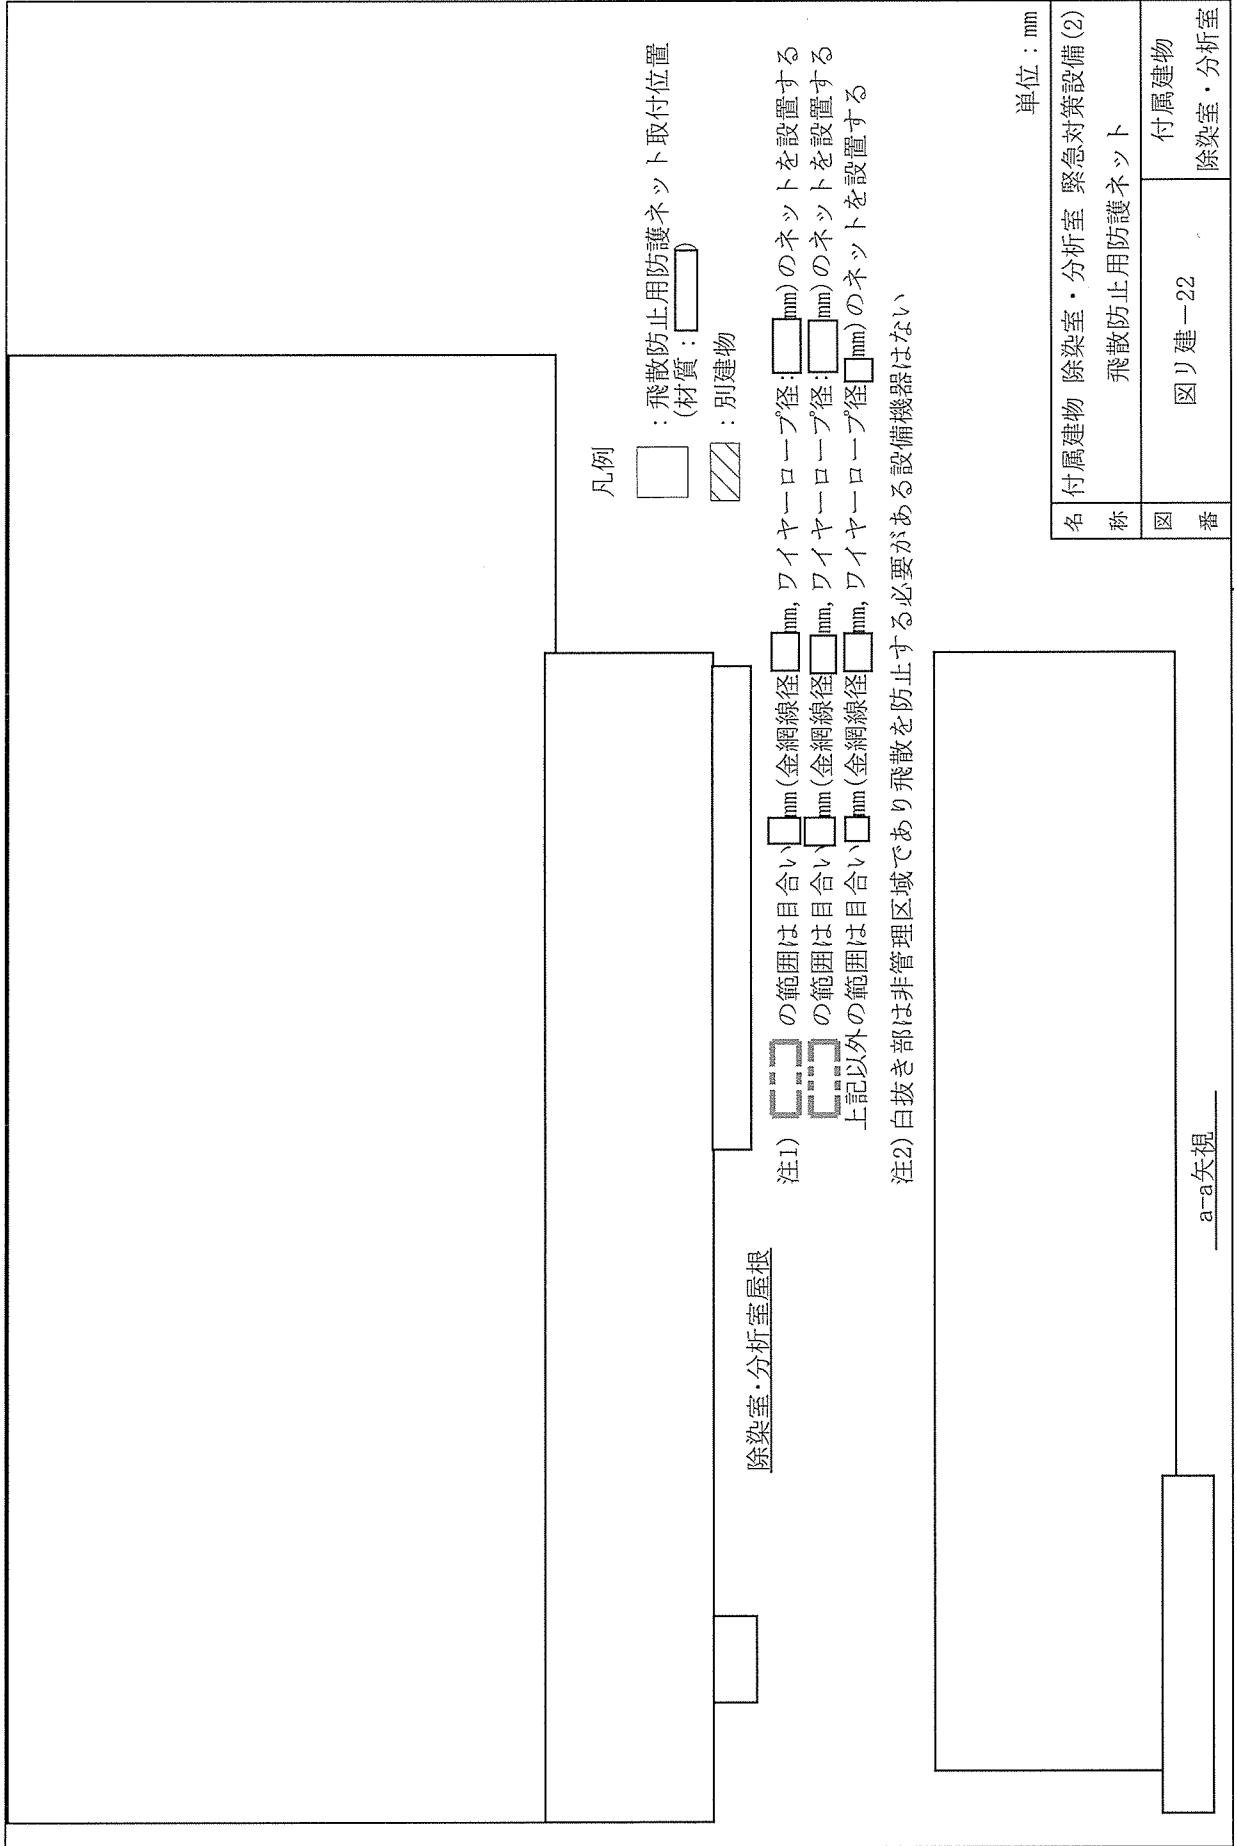 凡例
：飛散防止用防護ネット取付位置
(材質：　　)
：別建物
除染室・分析室屋根
注1)　　の範囲は目合い　mm(金網線径　mm, ワイヤーロープ径：　mm)のネットを設置する
の範囲は目合い　mm(金網線径　mm, ワイヤーロープ径：　mm)のネットを設置する
上記以外の範囲は目合い　mm(金網線径　mm, ワイヤーロープ径　mm)のネットを設置する
注2) 白抜き部は非管理区域であり飛散を防止する必要がある設備機器はない
a-a矢視
単位：mm
名称 付属建物 除染室・分析室 緊急対策設備(2)
飛散防止用防護ネット
図番 図リ建－22 付属建物
除染室・分析室